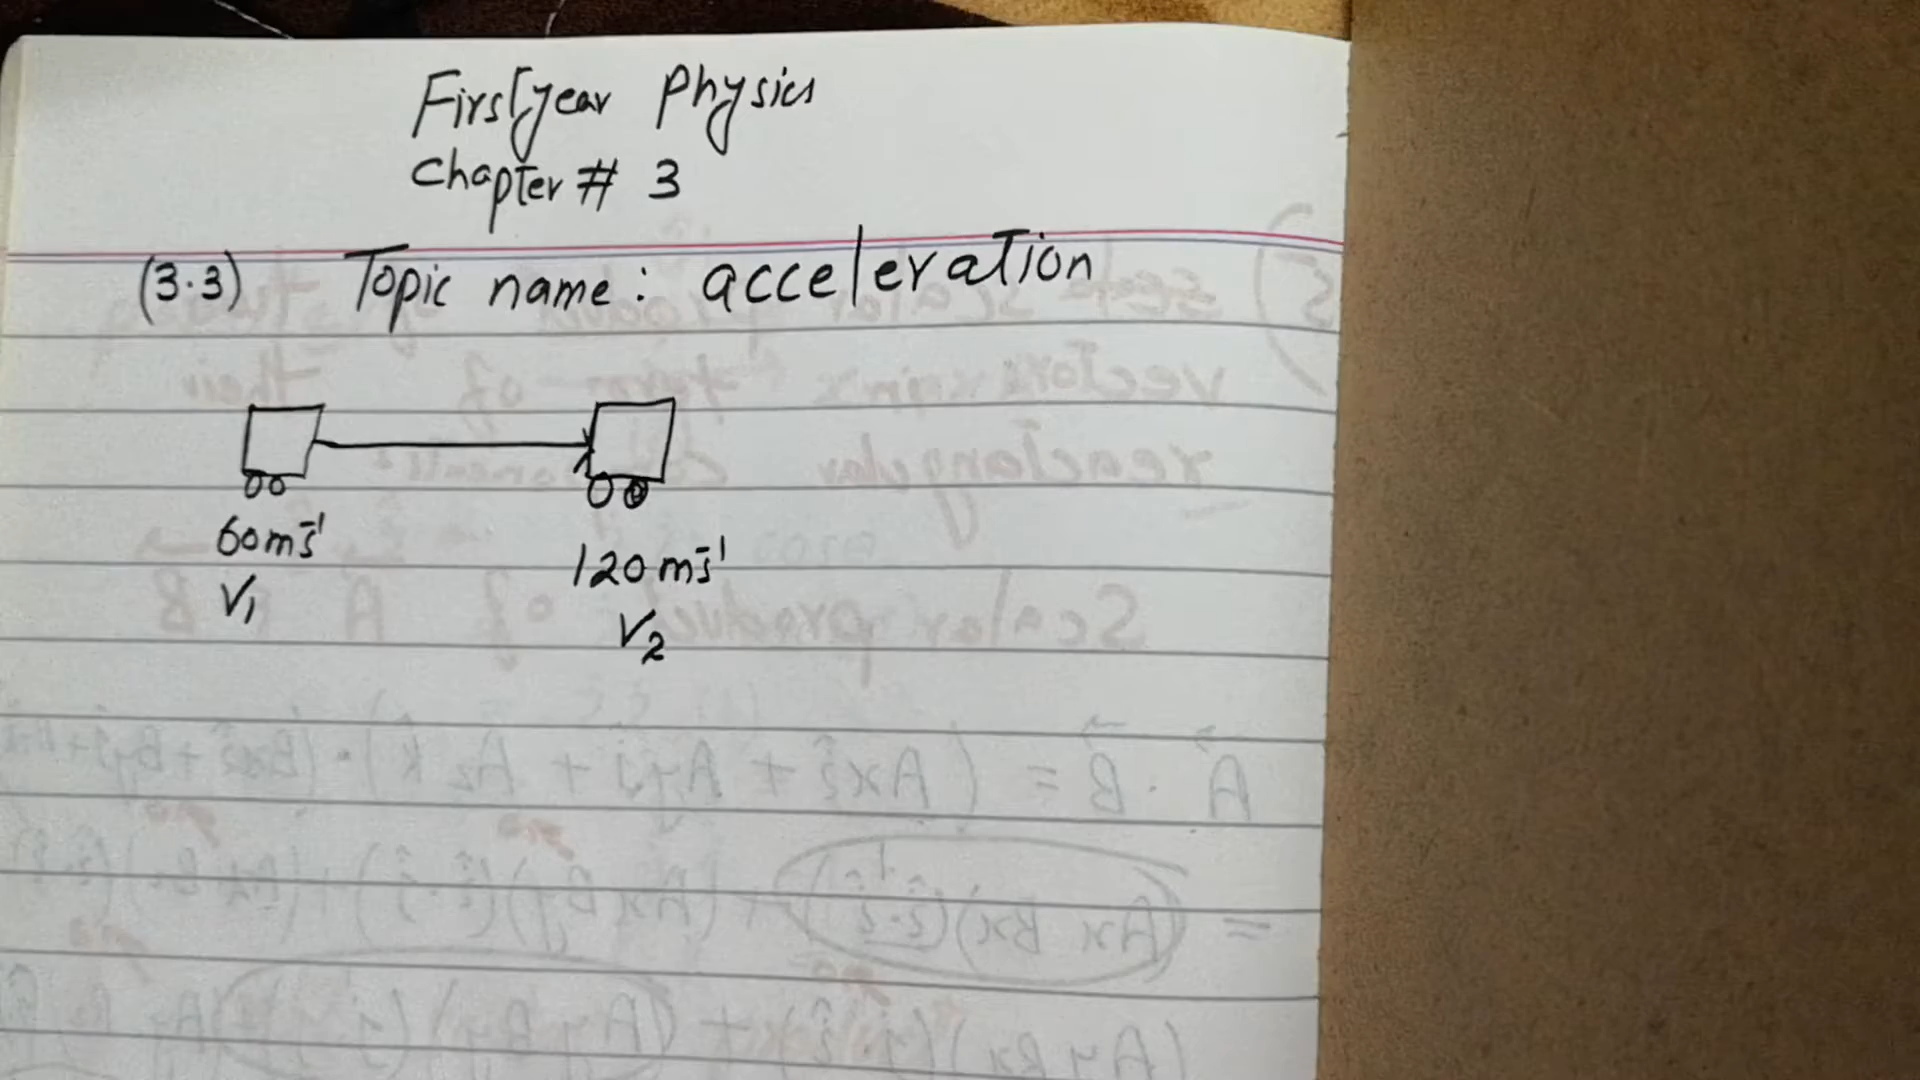 First year Physics
Chapter # 3
(3.3) Topic name: acceleration
60ms⁻¹ 120ms⁻¹
V₁ V₂